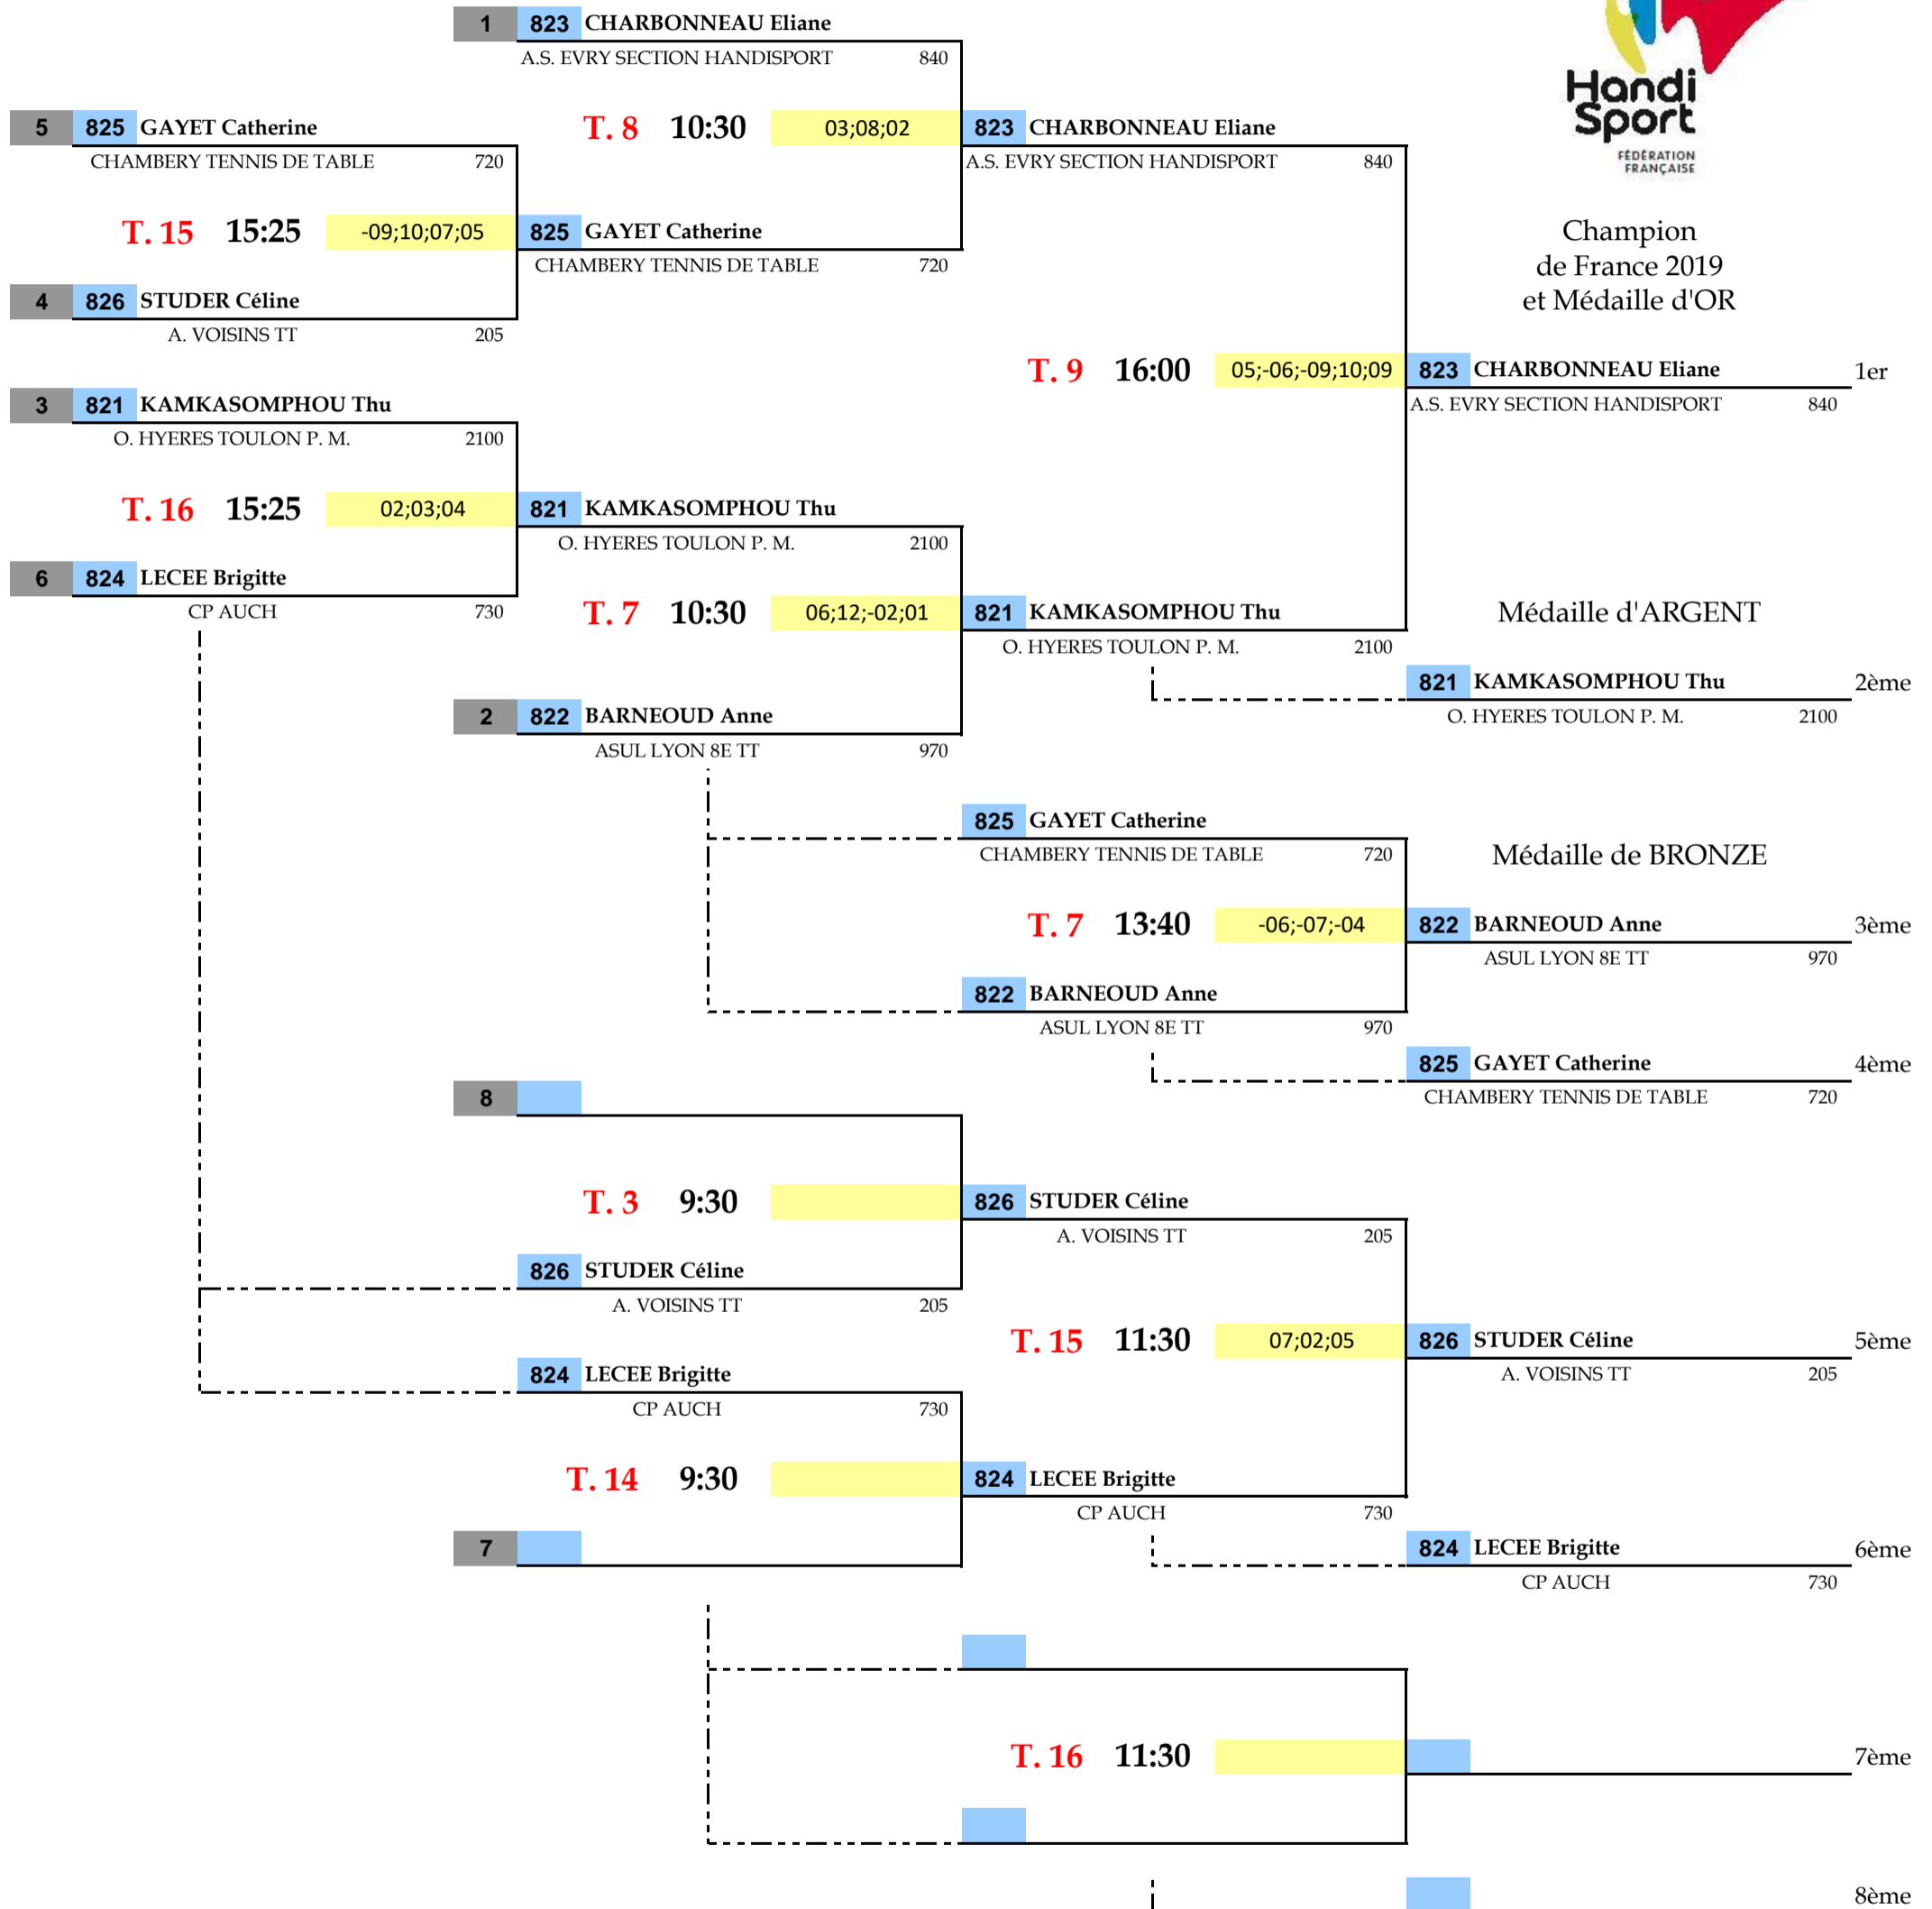 1 823 CHARBONNEAU Eliane
A.S. EVRY SECTION HANDISPORT 840
Handi
Sport
FÉDÉRATION
FRANÇAISE
5 825 GAYET Catherine T. 8 10:30 03;08;02 823 CHARBONNEAU Eliane
CHAMBERY TENNIS DE TABLE 720 A.S. EVRY SECTION HANDISPORT 840
T. 15 15:25 -09;10;07;05 825 GAYET Catherine
CHAMBERY TENNIS DE TABLE 720
Champion
de France 2019
et Médaille d'OR
4 826 STUDER Céline
A. VOISINS TT 205
T. 9 16:00 05;-06;-09;10;09 823 CHARBONNEAU Eliane 1er
A.S. EVRY SECTION HANDISPORT 840
3 821 KAMKASOMPHOU Thu
O. HYERES TOULON P. M. 2100
T. 16 15:25 02;03;04 821 KAMKASOMPHOU Thu
O. HYERES TOULON P. M. 2100
6 824 LECEE Brigitte
CP AUCH 730
T. 7 10:30 06;12;-02;01 821 KAMKASOMPHOU Thu
O. HYERES TOULON P. M. 2100
Médaille d'ARGENT
821 KAMKASOMPHOU Thu 2ème
O. HYERES TOULON P. M. 2100
2 822 BARNEOUD Anne
ASUL LYON 8E TT 970
825 GAYET Catherine
CHAMBERY TENNIS DE TABLE 720
Médaille de BRONZE
T. 7 13:40 -06;-07;-04 822 BARNEOUD Anne 3ème
ASUL LYON 8E TT 970
822 BARNEOUD Anne
ASUL LYON 8E TT 970
825 GAYET Catherine 4ème
CHAMBERY TENNIS DE TABLE 720
8
T. 3 9:30 826 STUDER Céline
A. VOISINS TT 205
826 STUDER Céline
A. VOISINS TT 205
T. 15 11:30 07;02;05 826 STUDER Céline 5ème
A. VOISINS TT 205
824 LECEE Brigitte
CP AUCH 730
T. 14 9:30 824 LECEE Brigitte
CP AUCH 730
7
824 LECEE Brigitte 6ème
CP AUCH 730
T. 16 11:30 7ème
8ème